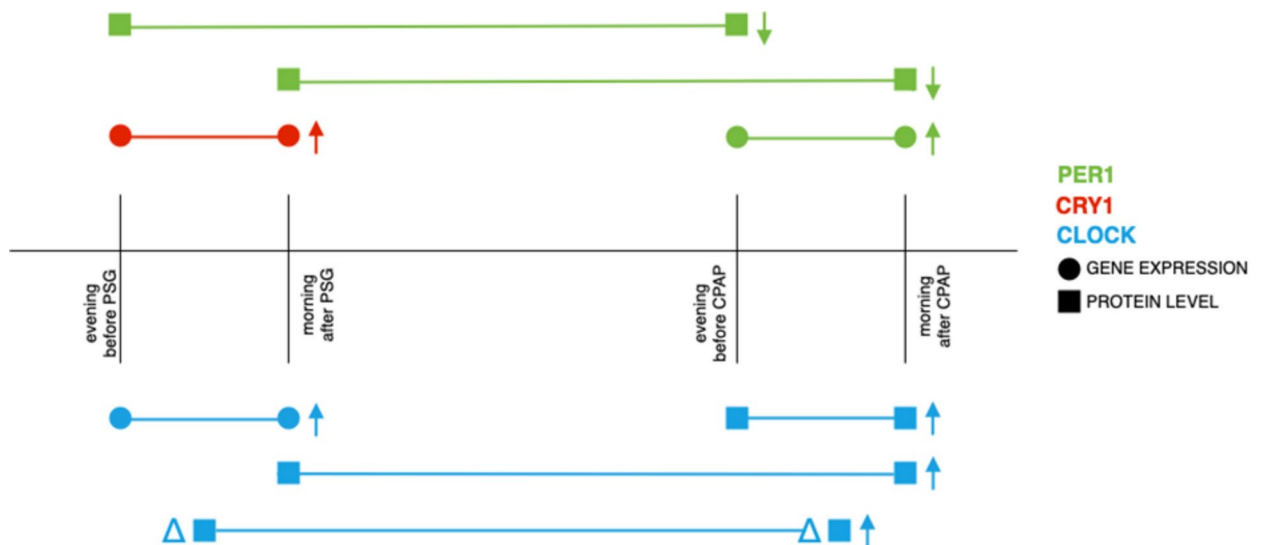 evening
before PSG
morning
after PSG
evening
before CPAP
morning
after CPAP
PER1
CRY1
CLOCK
GENE EXPRESSION
PROTEIN LEVEL
Δ
Δ